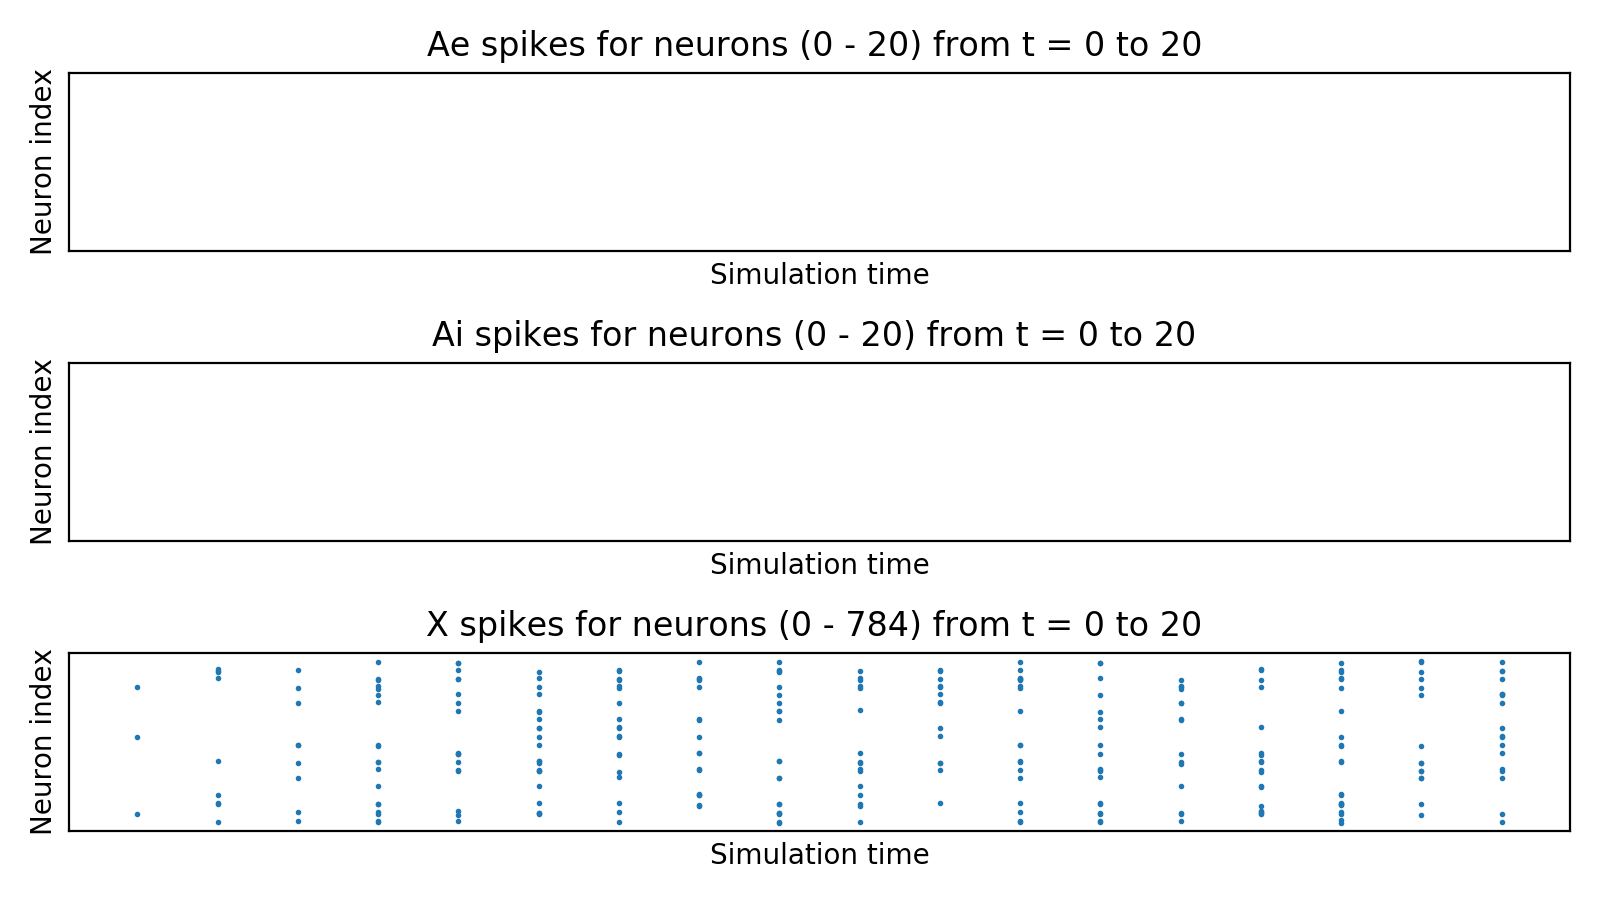 Ae spikes for neurons (0 - 20) from t = 0 to 20
Neuron index
Simulation time
Ai spikes for neurons (0 - 20) from t = 0 to 20
Neuron index
Simulation time
X spikes for neurons (0 - 784) from t = 0 to 20
Neuron index
Simulation time